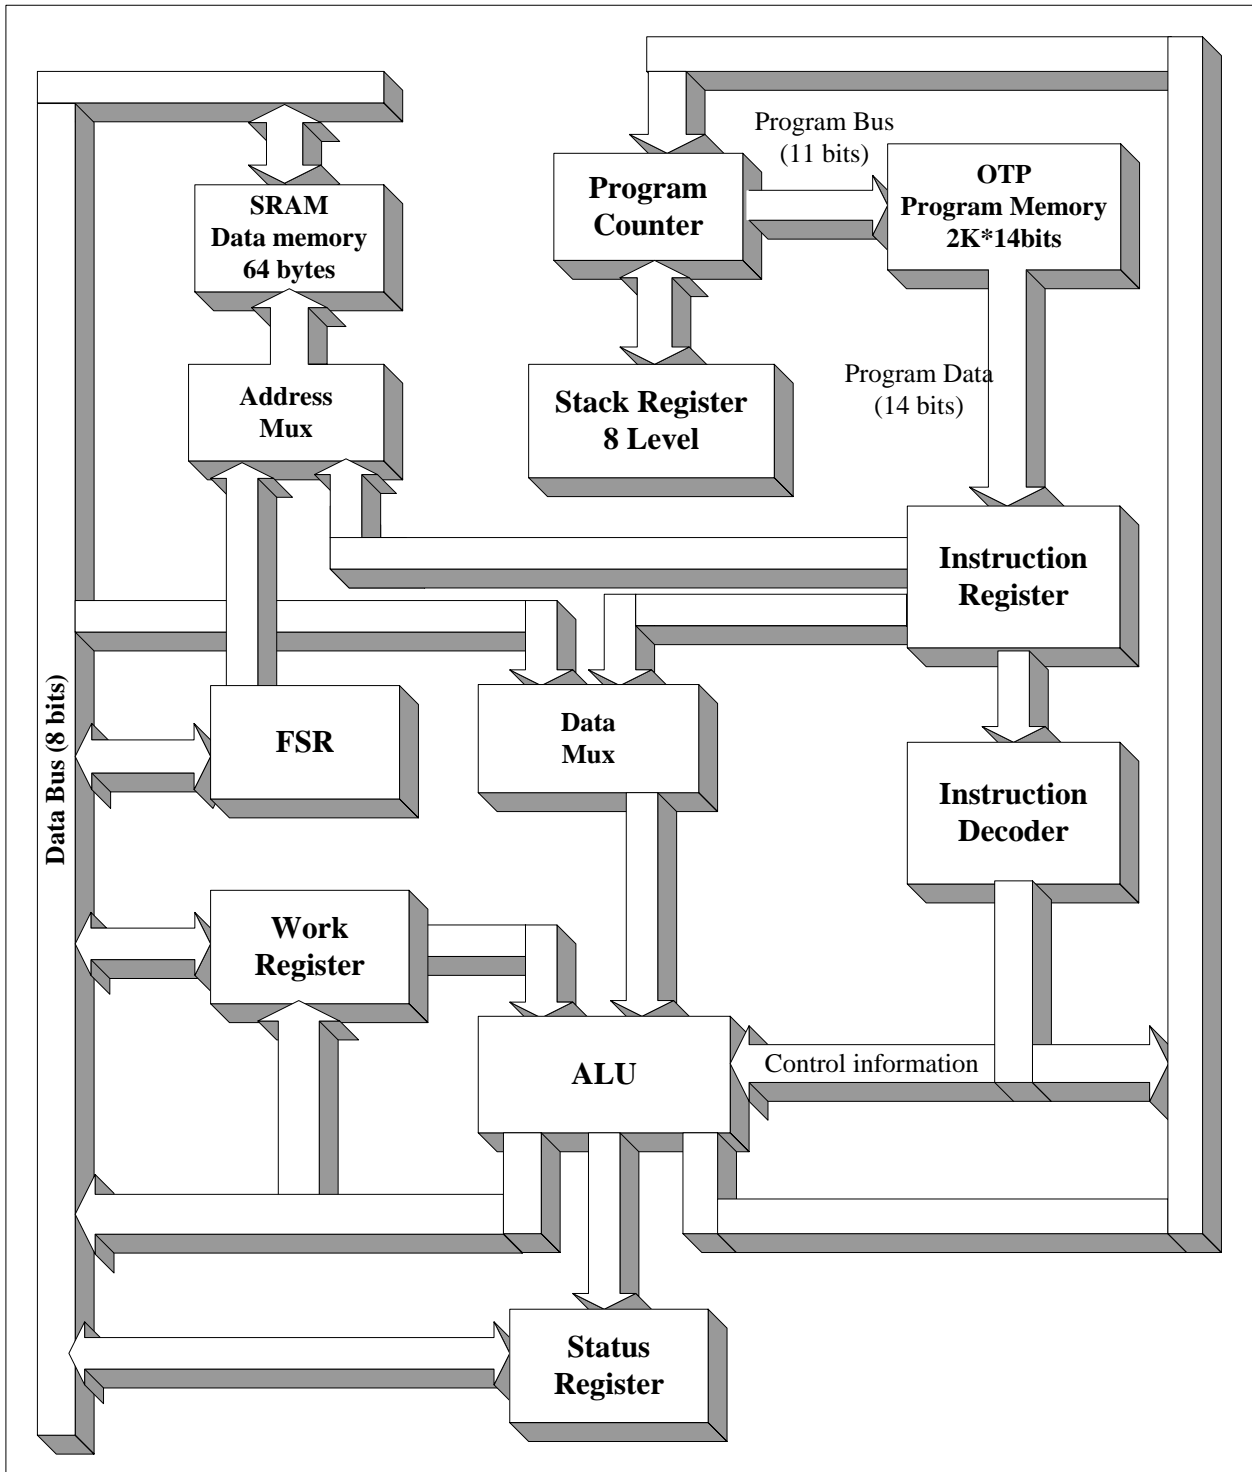 Program Bus
(11 bits)
SRAM
Data memory
64 bytes
Program
Counter
OTP
Program Memory
2K*14bits
Address
Mux
Stack Register
8 Level
Program Data
(14 bits)
Instruction
Register
Data Bus (8 bits)
FSR
Data
Mux
Instruction
Decoder
Work
Register
ALU
Control information
Status
Register